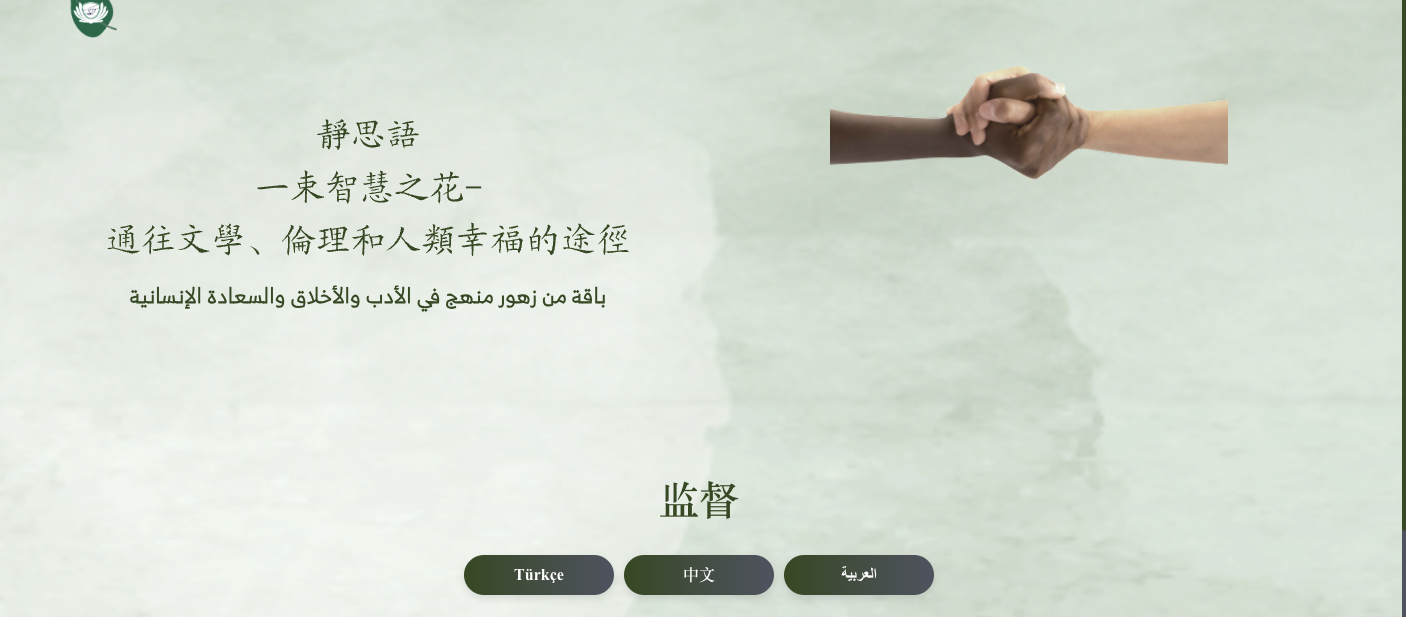 靜思語
一束智慧之花–
通往文學、倫理和人類幸福的途徑
باقة من زهور منهج في الأدب والأخلاق والسعادة الإنسانية
监督
Türkçe
中文
العربية